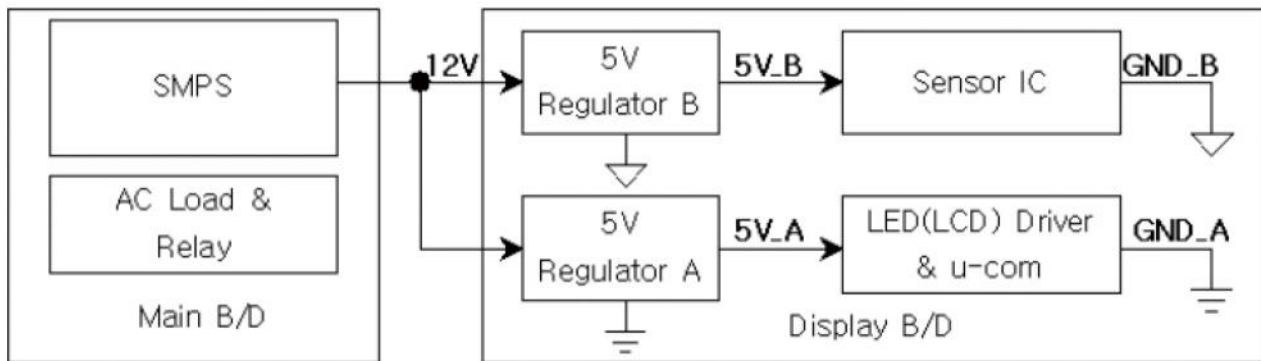 SMPS
AC Load &
Relay
Main B/D
12V
5V
Regulator B
5V_B
Sensor IC
GND_B
5V
Regulator A
5V_A
LED(LCD) Driver
& u-com
GND_A
Display B/D